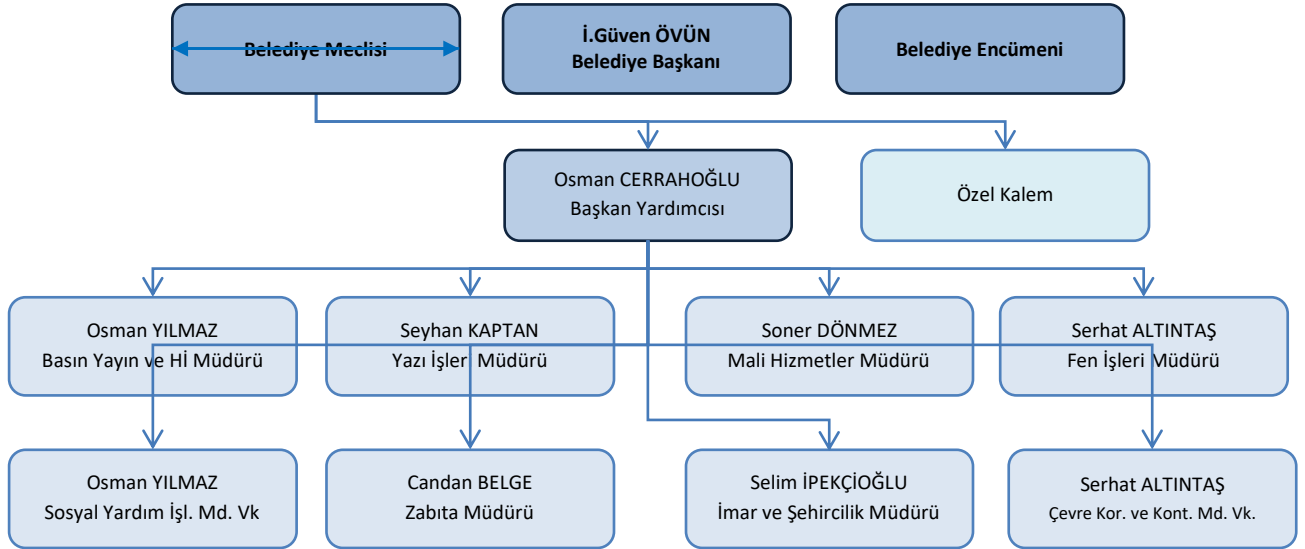 Belediye Meclisi
İ.Güven ÖVÜN
Belediye Başkanı
Belediye Encümeni
Osman CERRAHOĞLU
Başkan Yardımcısı
Özel Kalem
Osman YILMAZ
Basın Yayın ve Hİ Müdürü
Seyhan KAPTAN
Yazı İşleri Müdürü
Soner DÖNMEZ
Mali Hizmetler Müdürü
Serhat ALTINTAŞ
Fen İşleri Müdürü
Osman YILMAZ
Sosyal Yardım İşl. Md. Vk
Candan BELGE
Zabıta Müdürü
Selim İPEKÇİOĞLU
İmar ve Şehircilik Müdürü
Serhat ALTINTAŞ
Çevre Kor. ve Kont. Md. Vk.